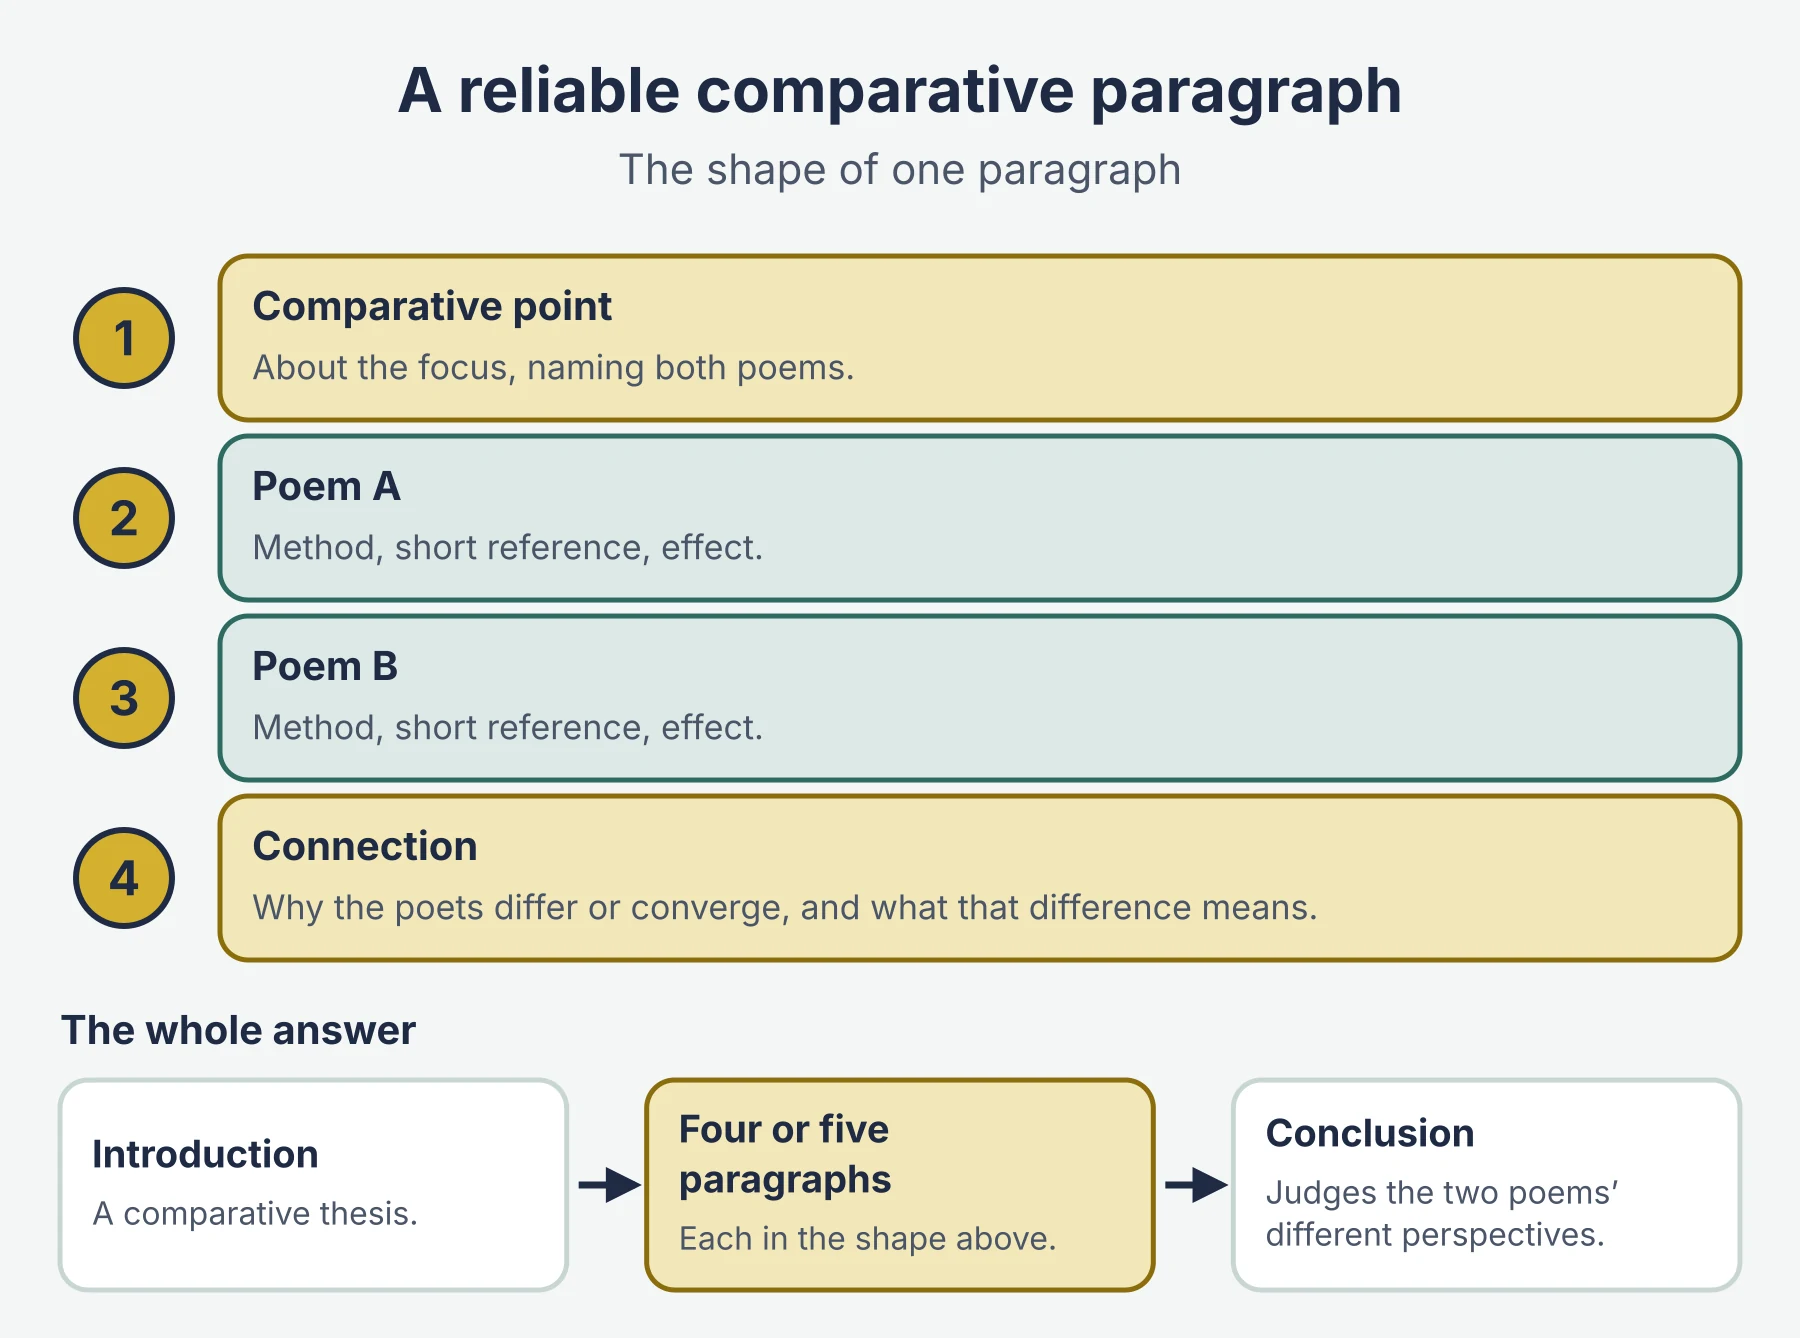 A reliable comparative paragraph
The shape of one paragraph
1
Comparative point
About the focus, naming both poems.
2
Poem A
Method, short reference, effect.
3
Poem B
Method, short reference, effect.
4
Connection
Why the poets differ or converge, and what that difference means.
The whole answer
Introduction
A comparative thesis.
Four or five
paragraphs
Each in the shape above.
Conclusion
Judges the two poems’
different perspectives.